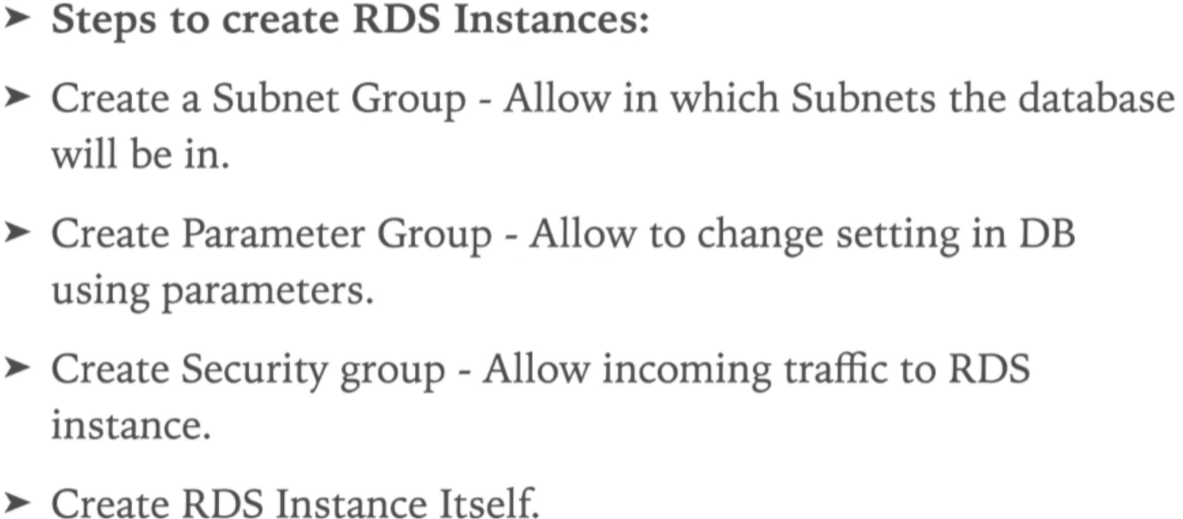 ➤ Steps to create RDS Instances:
➤ Create a Subnet Group - Allow in which Subnets the database
will be in.
➤ Create Parameter Group - Allow to change setting in DB
using parameters.
➤ Create Security group - Allow incoming traffic to RDS
instance.
➤ Create RDS Instance Itself.